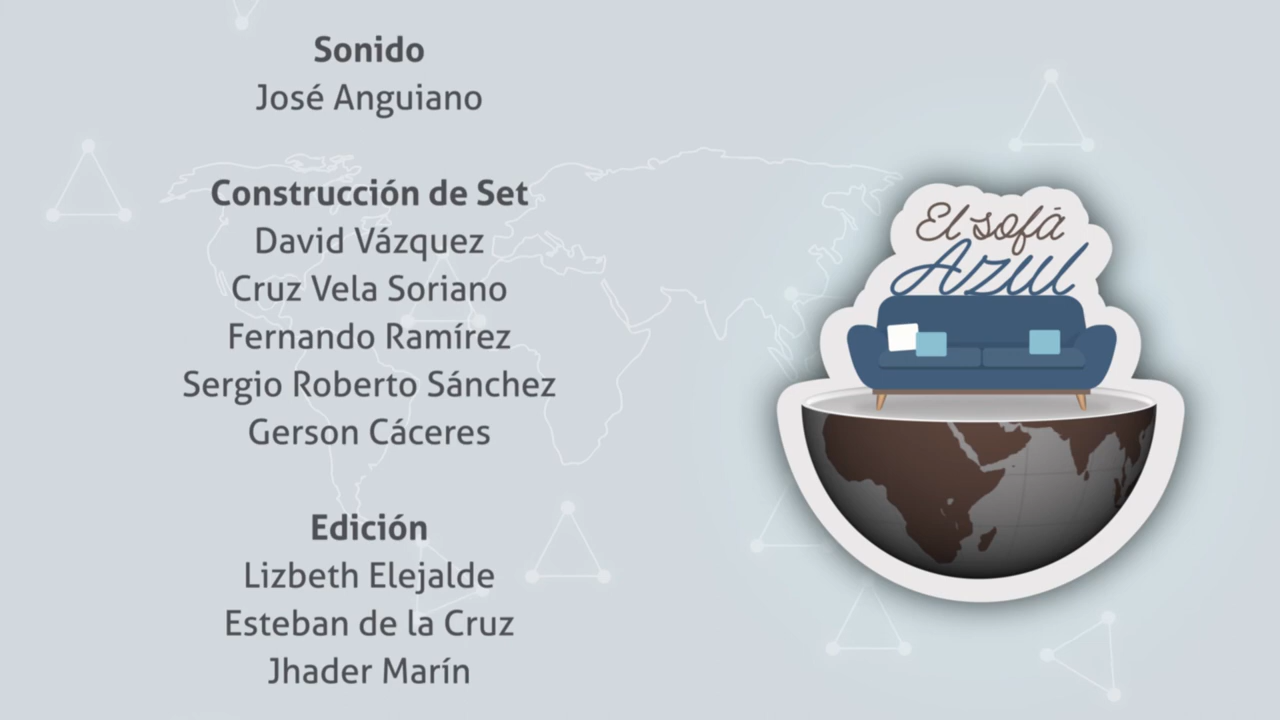 Sonido
José Anguiano
Construcción de Set
David Vázquez
Cruz Vela Soriano
Fernando Ramírez
Sergio Roberto Sánchez
Gerson Cáceres
Edición
Lizbeth Elejalde
Esteban de la Cruz
Jhader Marín
El sofá
Azul